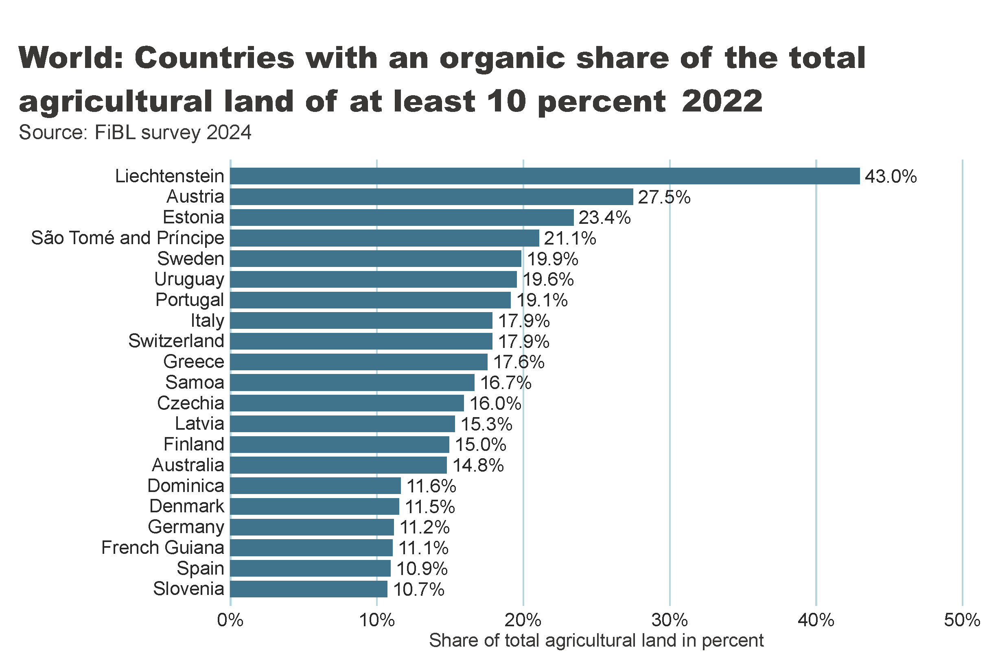 World: Countries with an organic share of the total
agricultural land of at least 10 percent 2022
Source: FiBL survey 2024
Liechtenstein 43.0%
Austria 27.5%
Estonia 23.4%
São Tomé and Príncipe 21.1%
Sweden 19.9%
Uruguay 19.6%
Portugal 19.1%
Italy 17.9%
Switzerland 17.9%
Greece 17.6%
Samoa 16.7%
Czechia 16.0%
Latvia 15.3%
Finland 15.0%
Australia 14.8%
Dominica 11.6%
Denmark 11.5%
Germany 11.2%
French Guiana 11.1%
Spain 10.9%
Slovenia 10.7%
0% 10% 20% 30% 40% 50%
Share of total agricultural land in percent